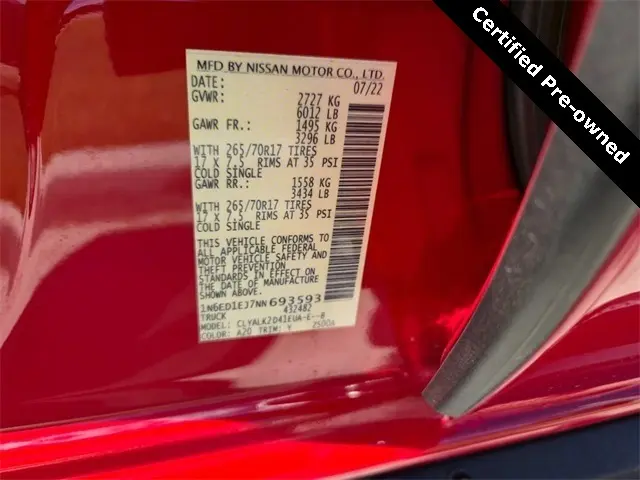 Certified Pre-owned
MFD BY NISSAN MOTOR CO., LTD.
DATE: 07/22
GVWR: 2727 KG
6012 LB
GAWR FR.: 1495 KG
3296 LB
WITH 265/70R17 TIRES
17 X 7.5 RIMS AT 35 PSI
COLD SINGLE
GAWR RR.: 1558 KG
3434 LB
WITH 265/70R17 TIRES
17 X 7.5 RIMS AT 35 PSI
COLD SINGLE
THIS VEHICLE CONFORMS TO
ALL APPLICABLE FEDERAL
MOTOR VEHICLE SAFETY AND
THEFT PREVENTION
STANDARDS IN EFFECT ON
THE DATE OF MANUFACTURE
SHOWN ABOVE.
1N6ED1EJ7NN693593
TRUCK 432482
MODEL: CLYALK2D41EUA-E--B
COLOR: A20 TRIM: Y Z500A